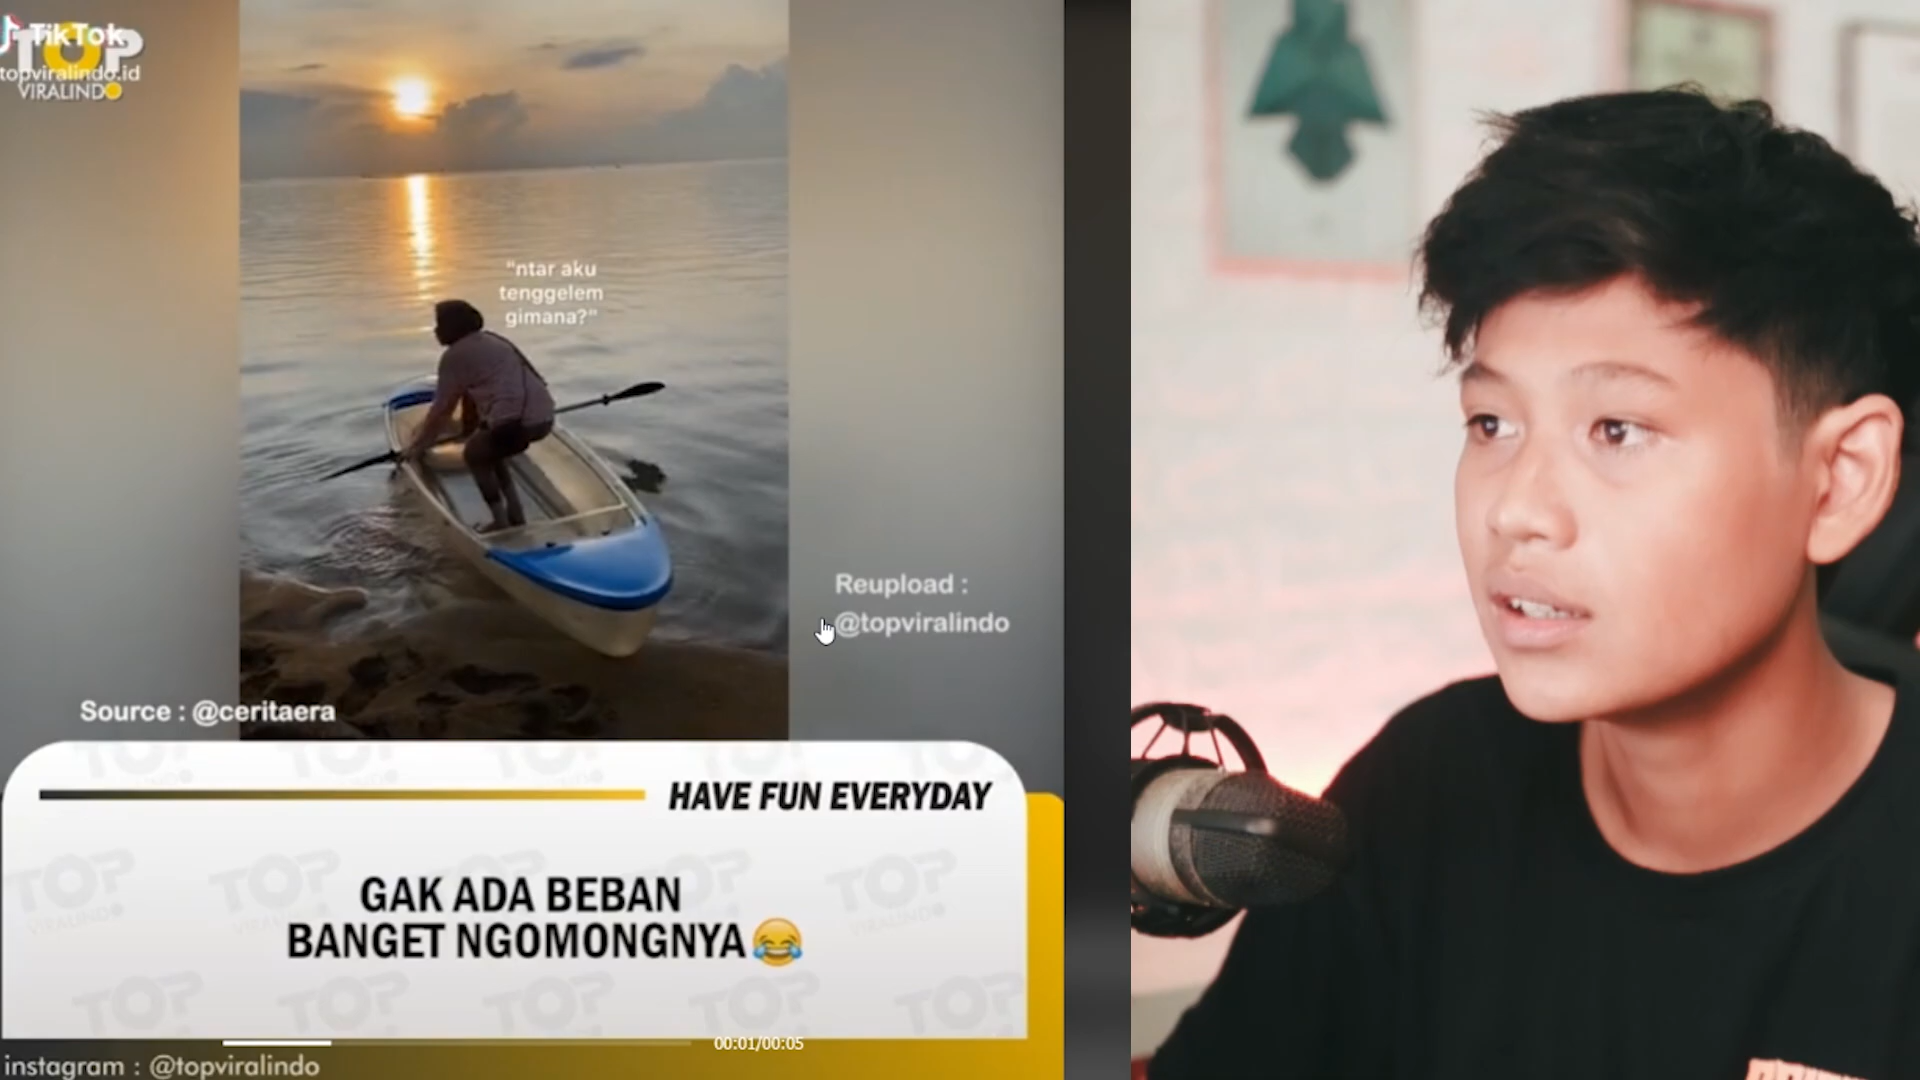 TikTok
TOP
topviralindo.id
VIRALINDO
"ntar aku
tenggelem
gimana?"
Reupload :
@topviralindo
Source : @ceritaera
HAVE FUN EVERYDAY
GAK ADA BEBAN
BANGET NGOMONGNYA😂
00:01/00:05
instagram : @topviralindo